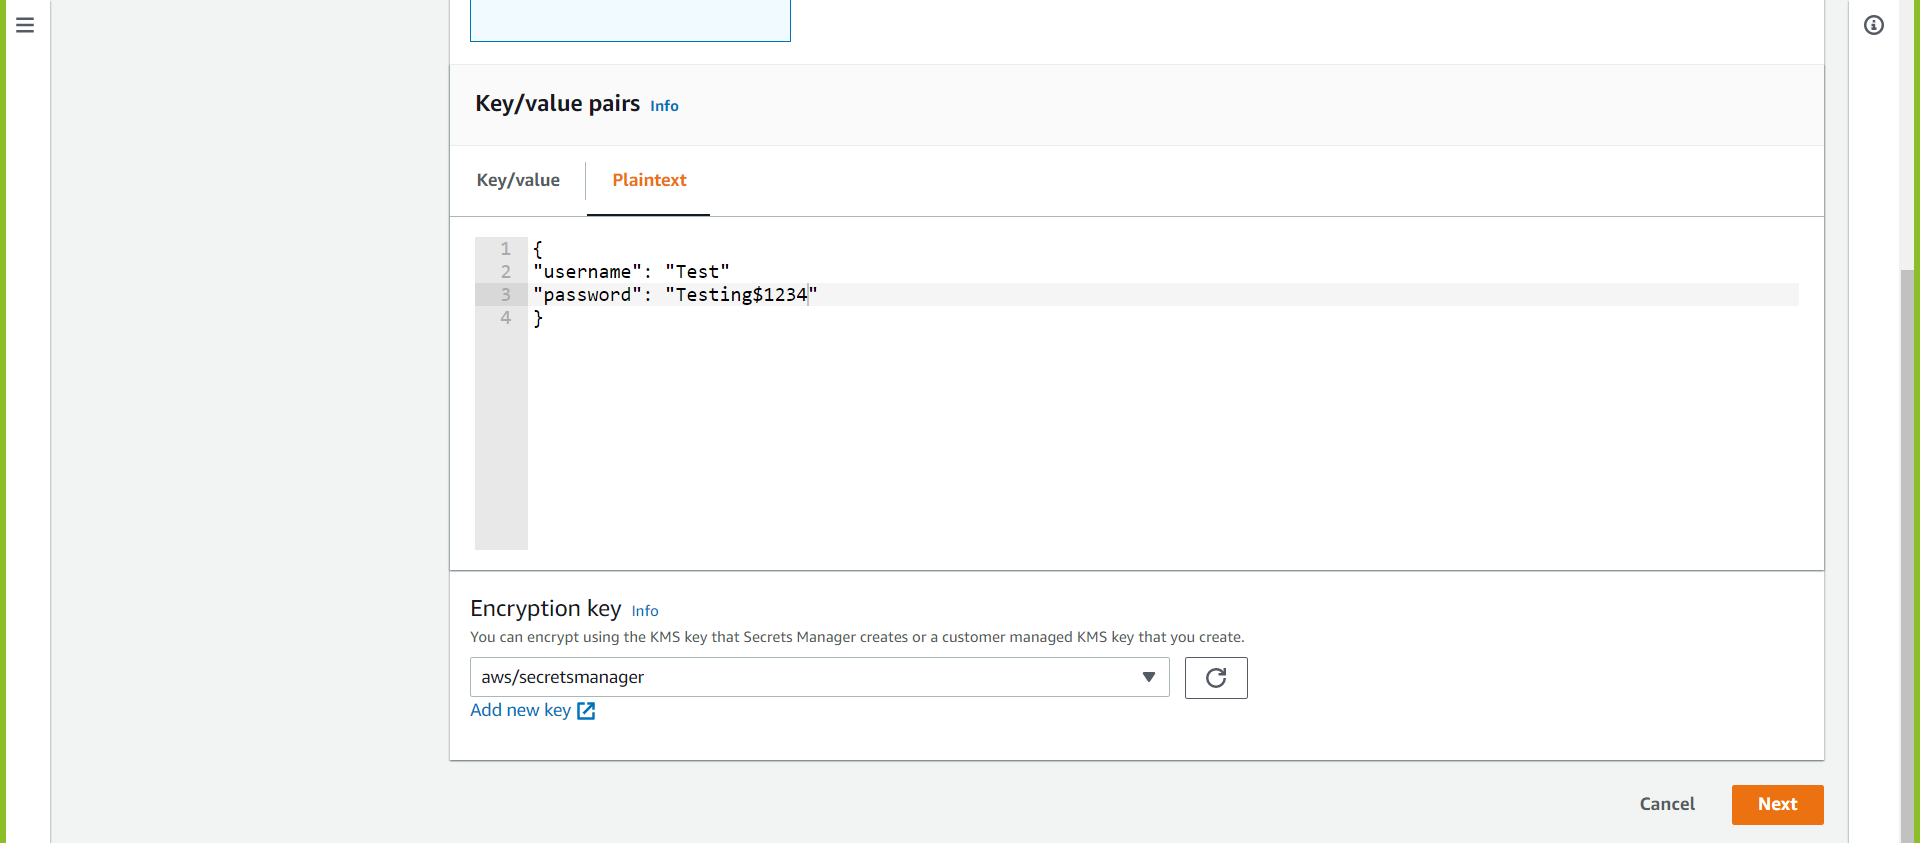 Key/value pairs Info
Key/value Plaintext
1 {
2 "username": "Test"
3 "password": "Testing$1234"
4 }
Encryption key Info
You can encrypt using the KMS key that Secrets Manager creates or a customer managed KMS key that you create.
aws/secretsmanager
Add new key
Cancel Next